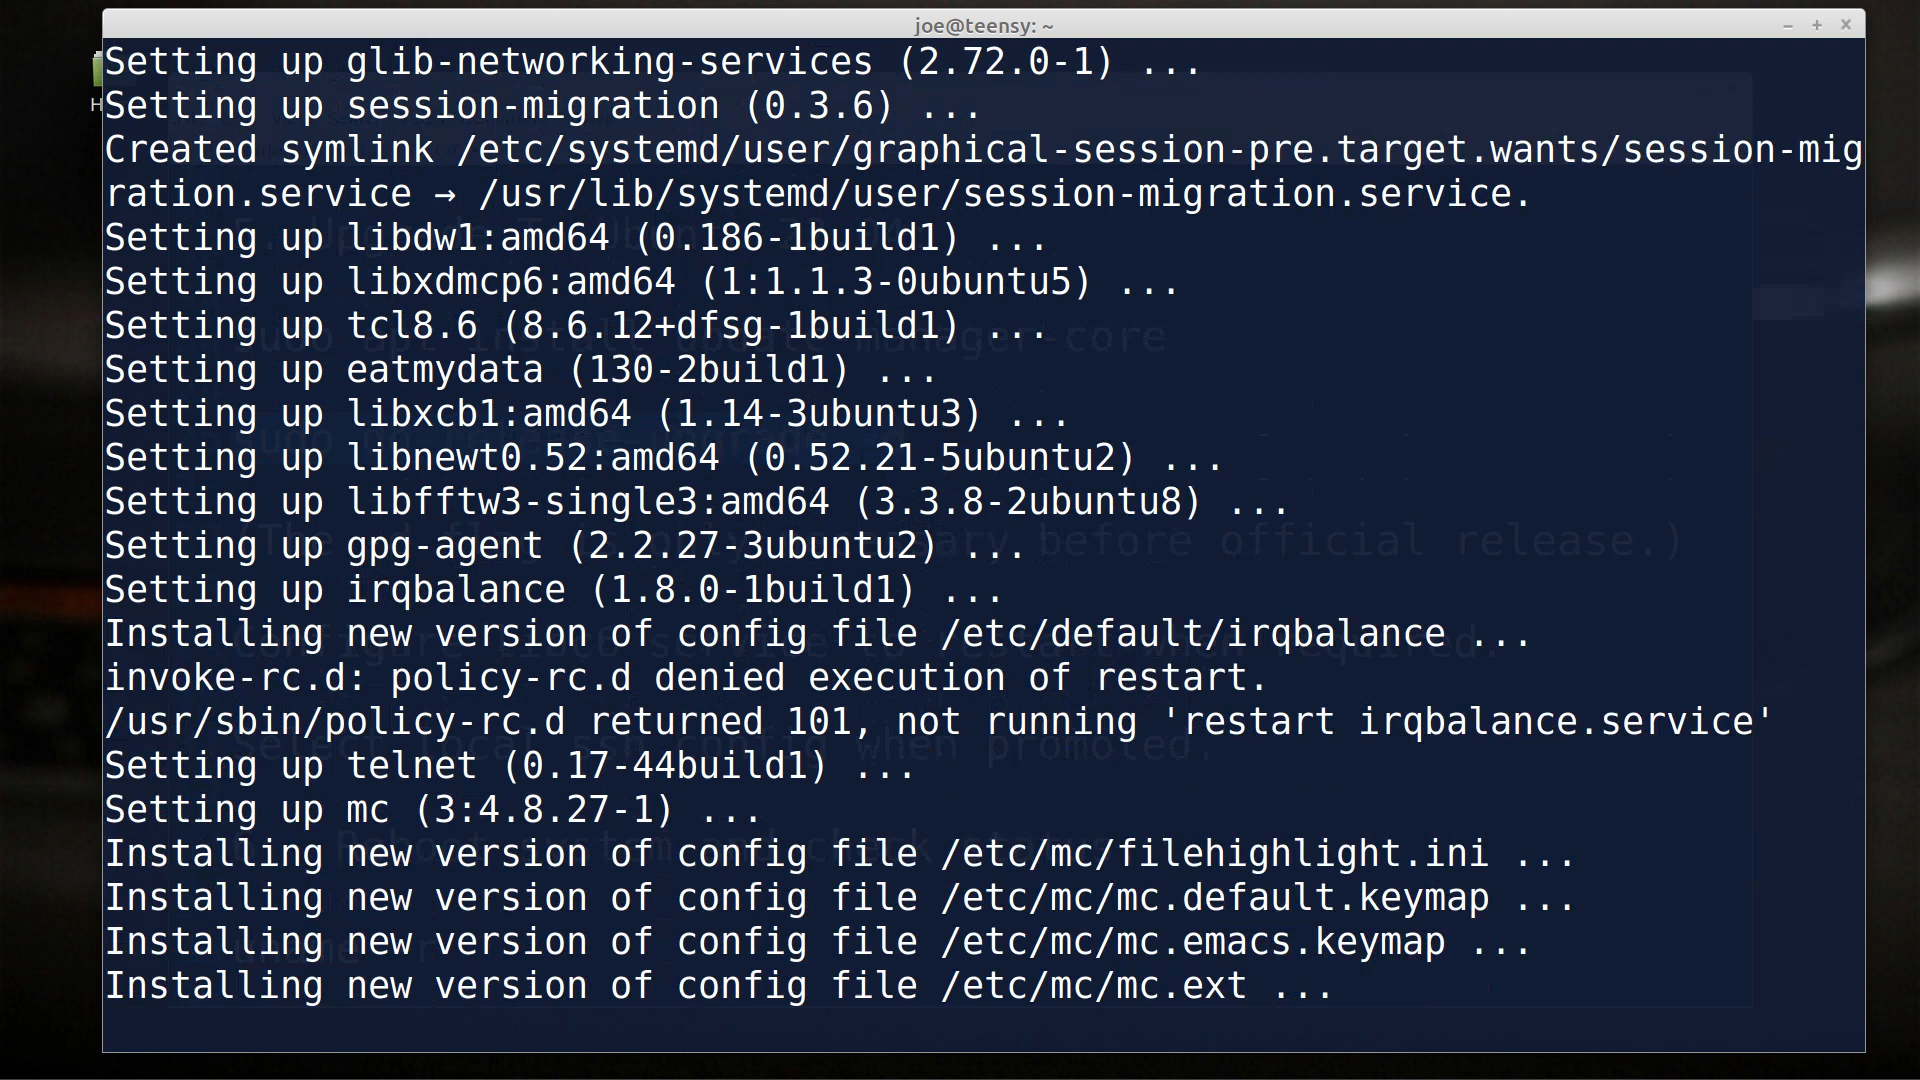 joe@teensy: ~
Setting up glib-networking-services (2.72.0-1) ...
Setting up session-migration (0.3.6) ...
Created symlink /etc/systemd/user/graphical-session-pre.target.wants/session-mig
ration.service → /usr/lib/systemd/user/session-migration.service.
Setting up libdw1:amd64 (0.186-1build1) ...
Setting up libxdmcp6:amd64 (1:1.1.3-0ubuntu5) ...
Setting up tcl8.6 (8.6.12+dfsg-1build1) ...
Setting up eatmydata (130-2build1) ...
Setting up libxcb1:amd64 (1.14-3ubuntu3) ...
Setting up libnewt0.52:amd64 (0.52.21-5ubuntu2) ...
Setting up libfftw3-single3:amd64 (3.3.8-2ubuntu8) ...
Setting up gpg-agent (2.2.27-3ubuntu2) ...
Setting up irqbalance (1.8.0-1build1) ...
Installing new version of config file /etc/default/irqbalance ...
invoke-rc.d: policy-rc.d denied execution of restart.
/usr/sbin/policy-rc.d returned 101, not running 'restart irqbalance.service'
Setting up telnet (0.17-44build1) ...
Setting up mc (3:4.8.27-1) ...
Installing new version of config file /etc/mc/filehighlight.ini ...
Installing new version of config file /etc/mc/mc.default.keymap ...
Installing new version of config file /etc/mc/mc.emacs.keymap ...
Installing new version of config file /etc/mc/mc.ext ...